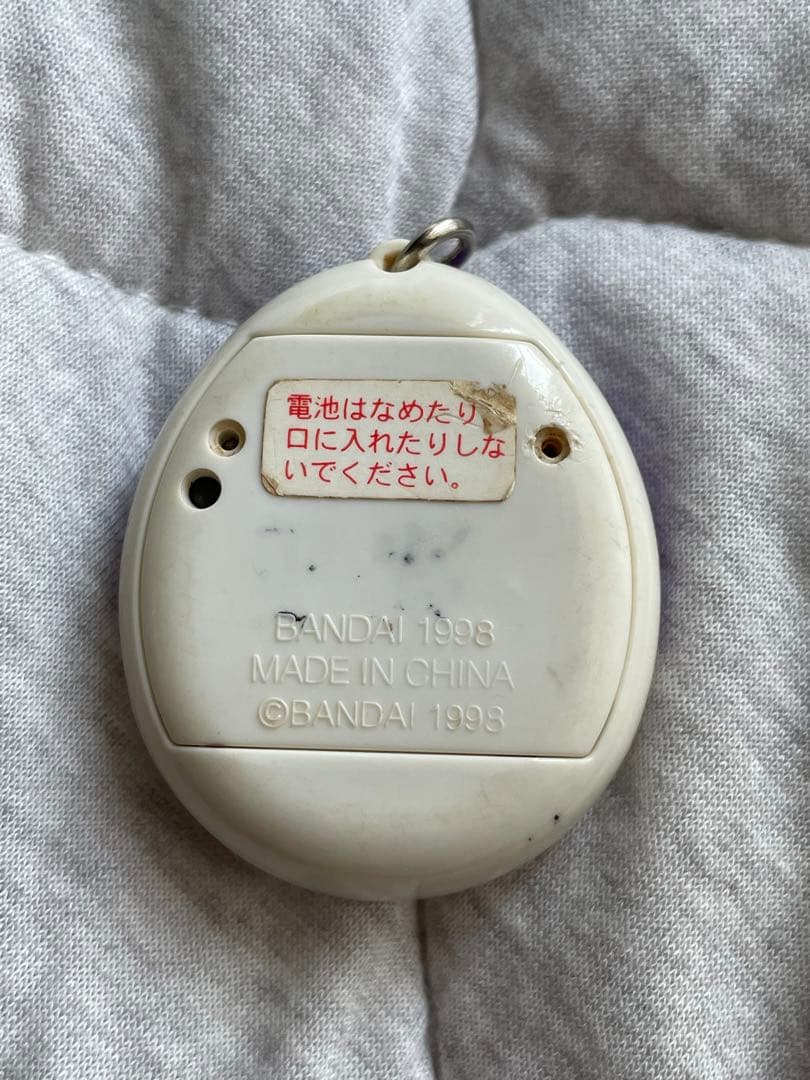 電池はなめたり
口に入れたりしな
いでください。
BANDAI 1998
MADE IN CHINA
©BANDAI 1998